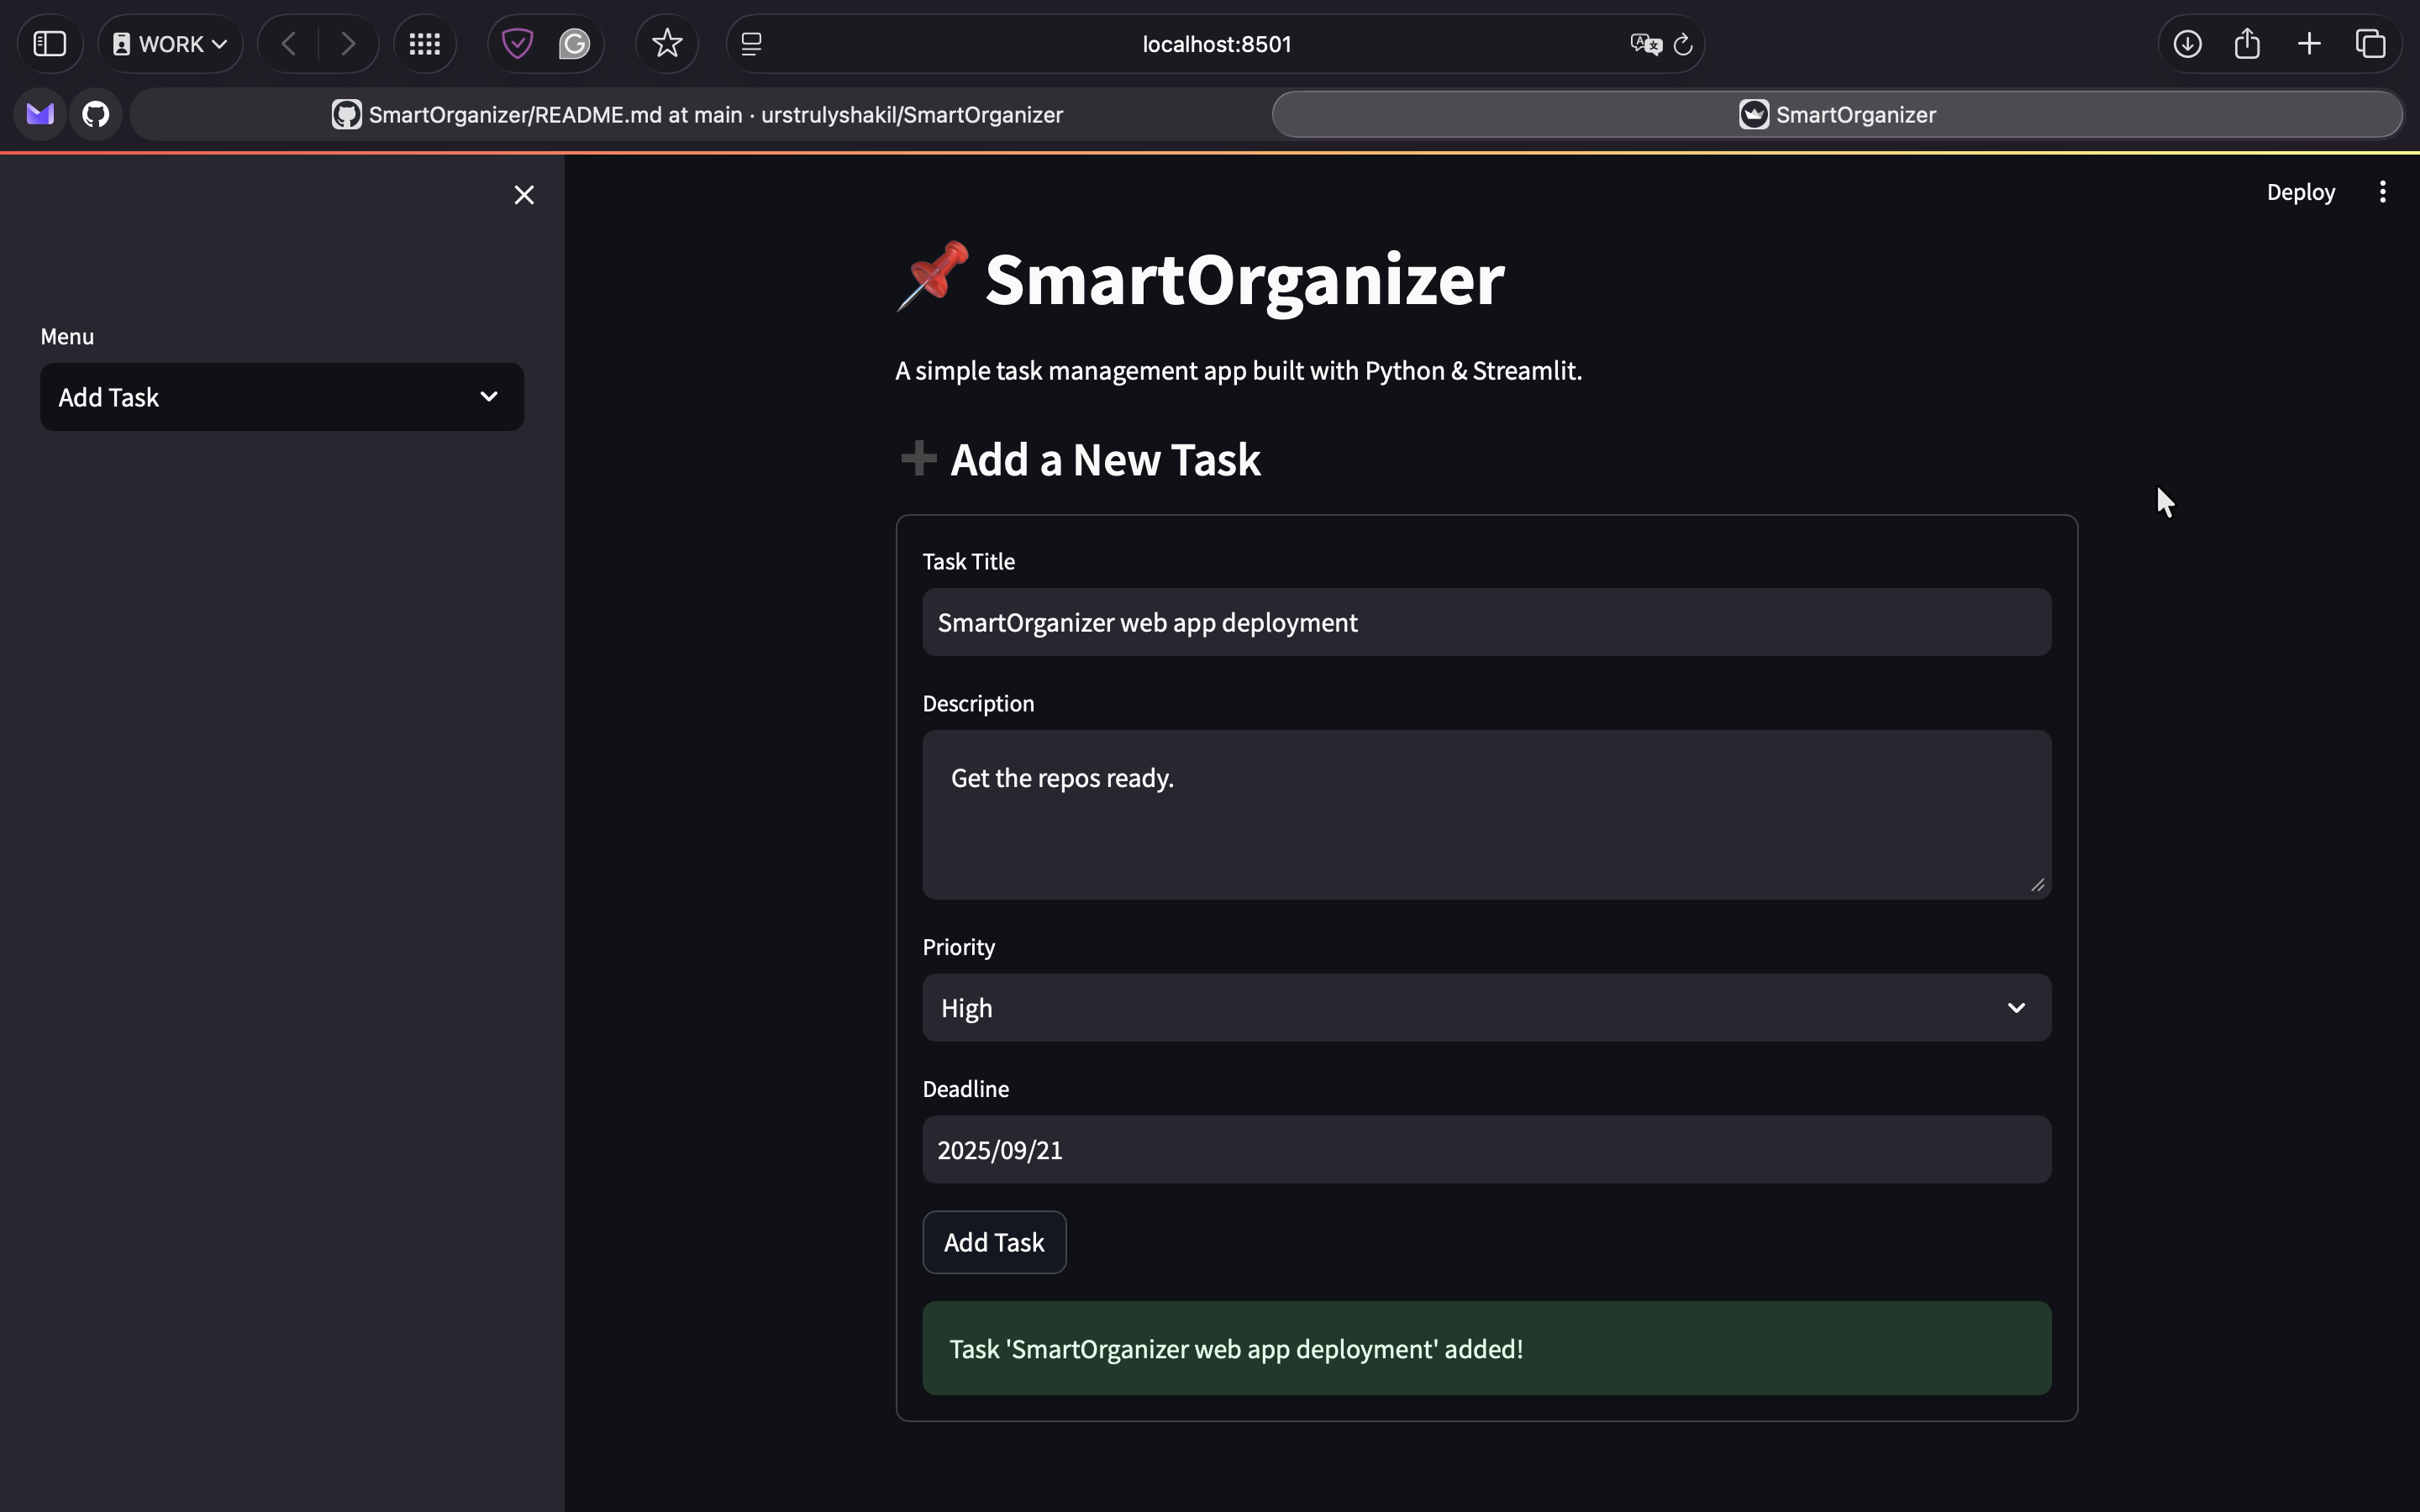 WORK
localhost:8501
SmartOrganizer/README.md at main · urstrulyshakil/SmartOrganizer
SmartOrganizer
Deploy
Menu
Add Task
SmartOrganizer
A simple task management app built with Python & Streamlit.
Add a New Task
Task Title
SmartOrganizer web app deployment
Description
Get the repos ready.
Priority
High
Deadline
2025/09/21
Add Task
Task 'SmartOrganizer web app deployment' added!